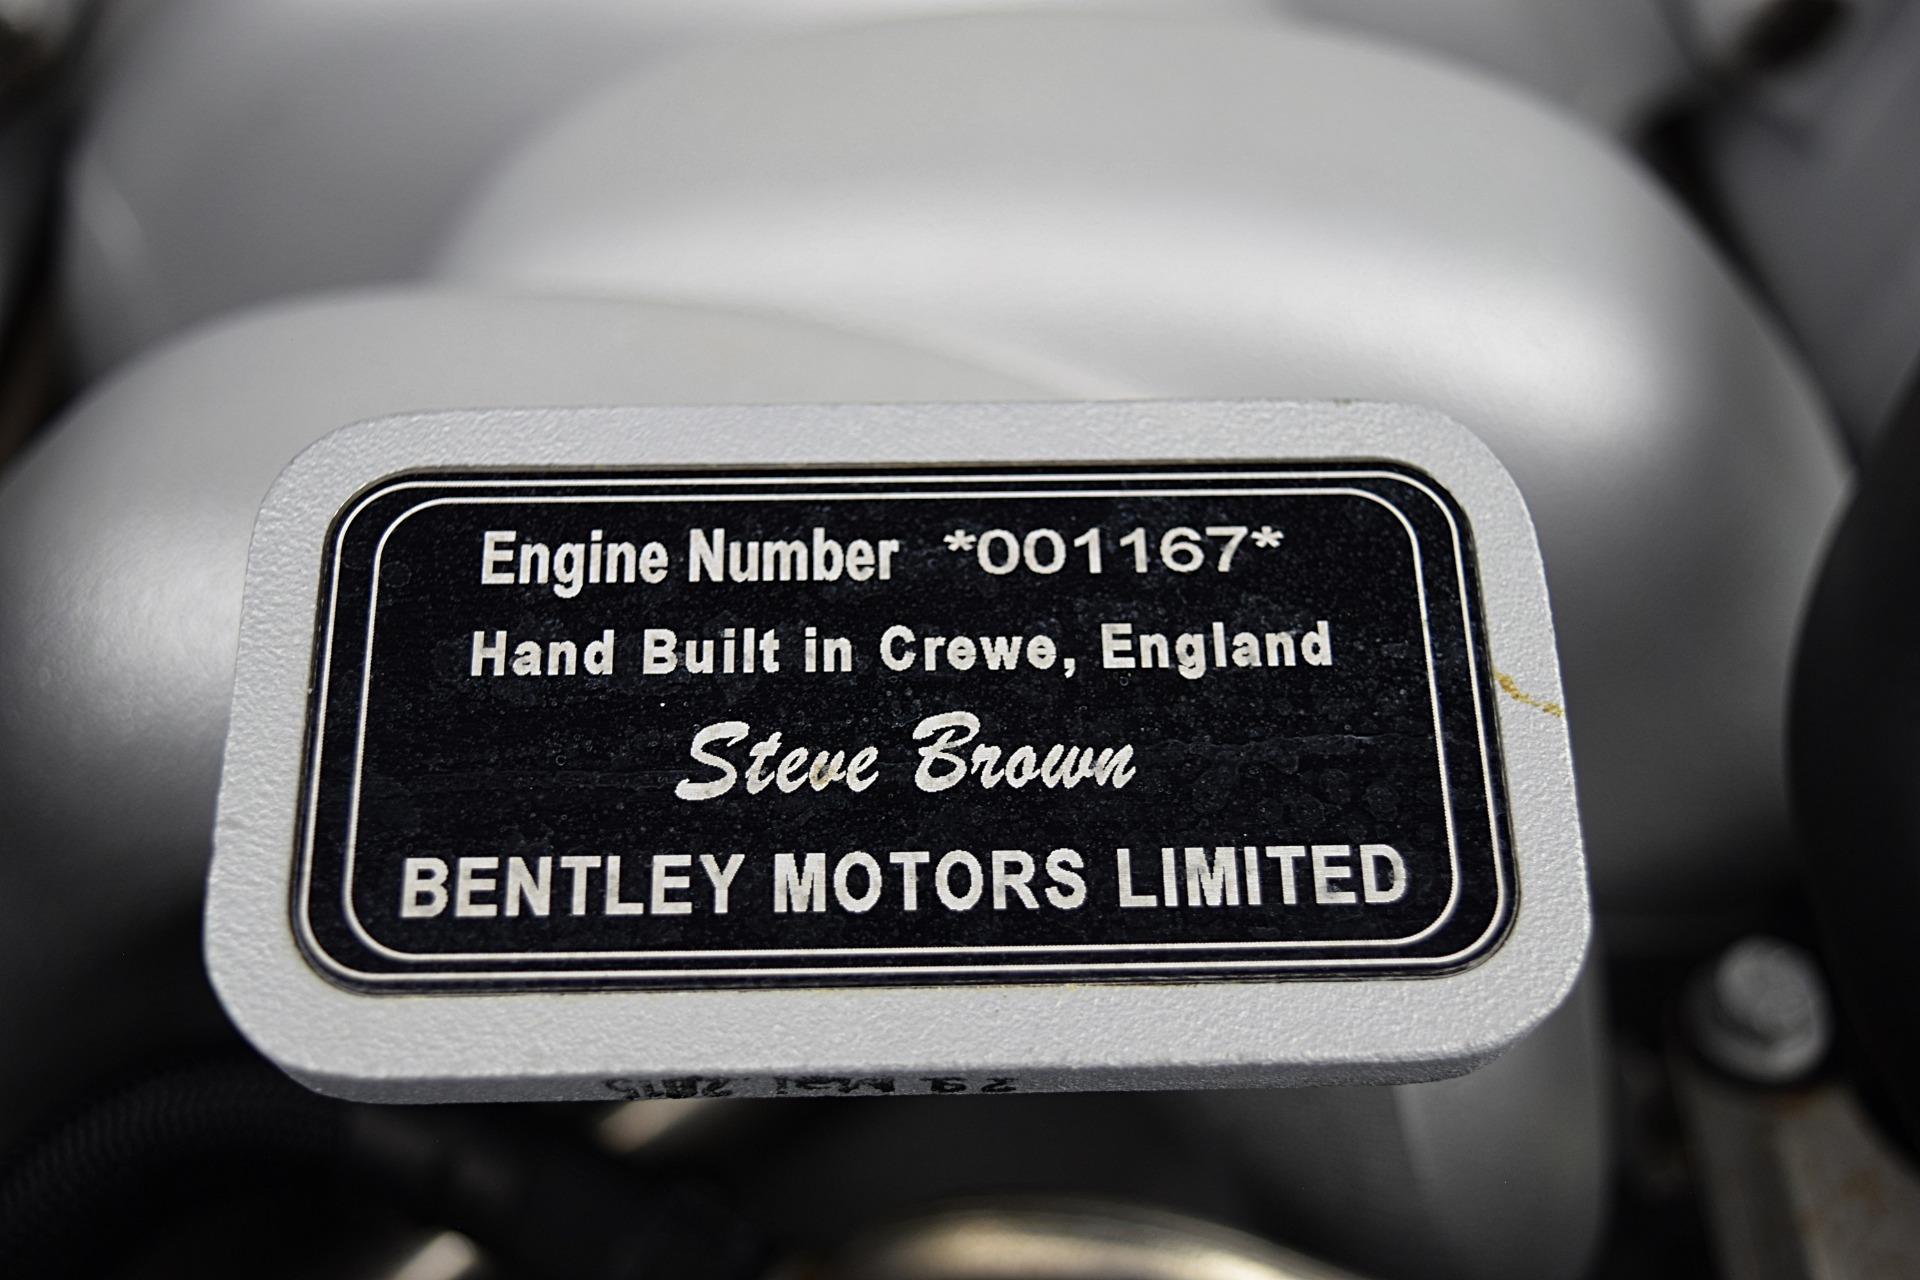 Engine Number *001167*
Hand Built in Crewe, England
Steve Brown
BENTLEY MOTORS LIMITED